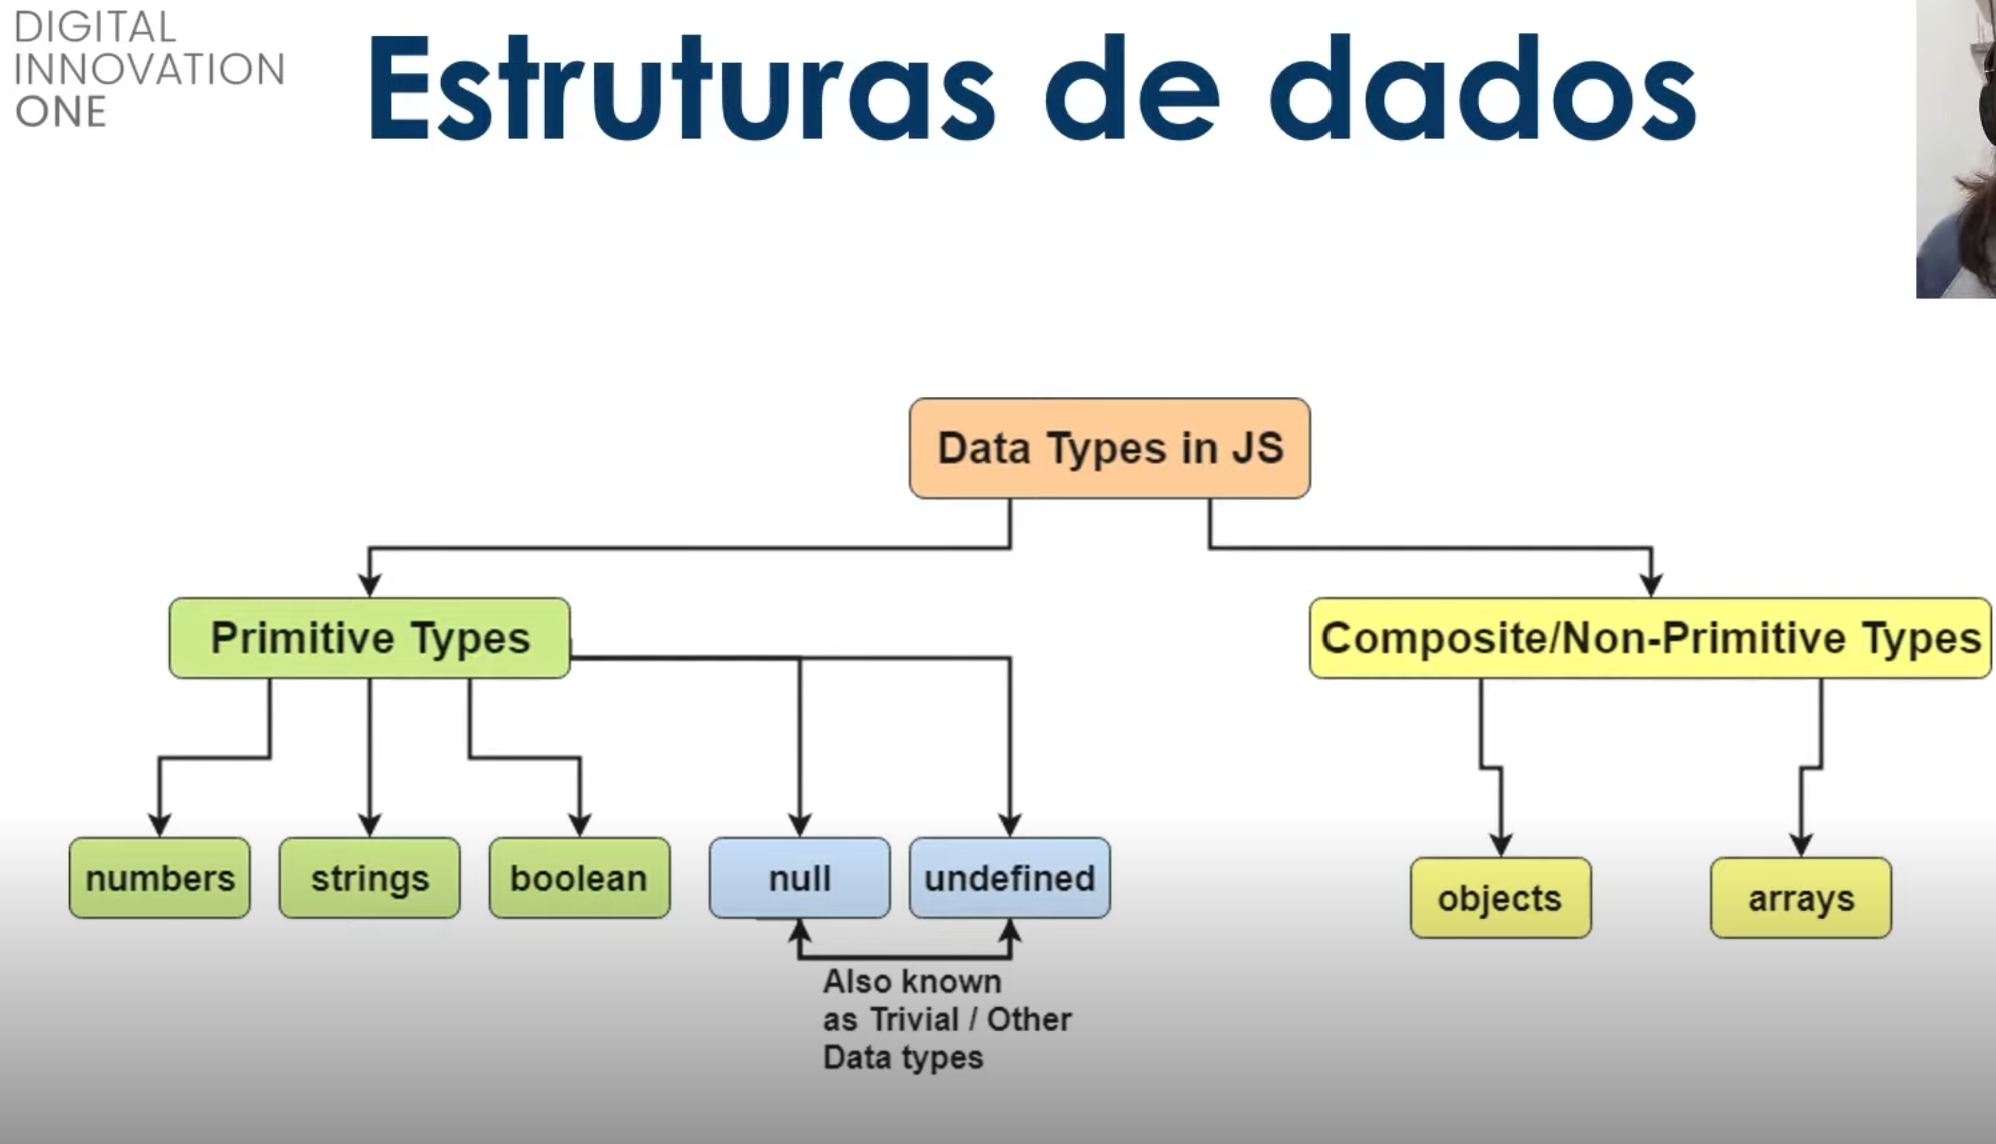 DIGITAL
INNOVATION
ONE
Estruturas de dados
Data Types in JS
Primitive Types
Composite/Non-Primitive Types
numbers
strings
boolean
null
undefined
objects
arrays
Also known
as Trivial / Other
Data types